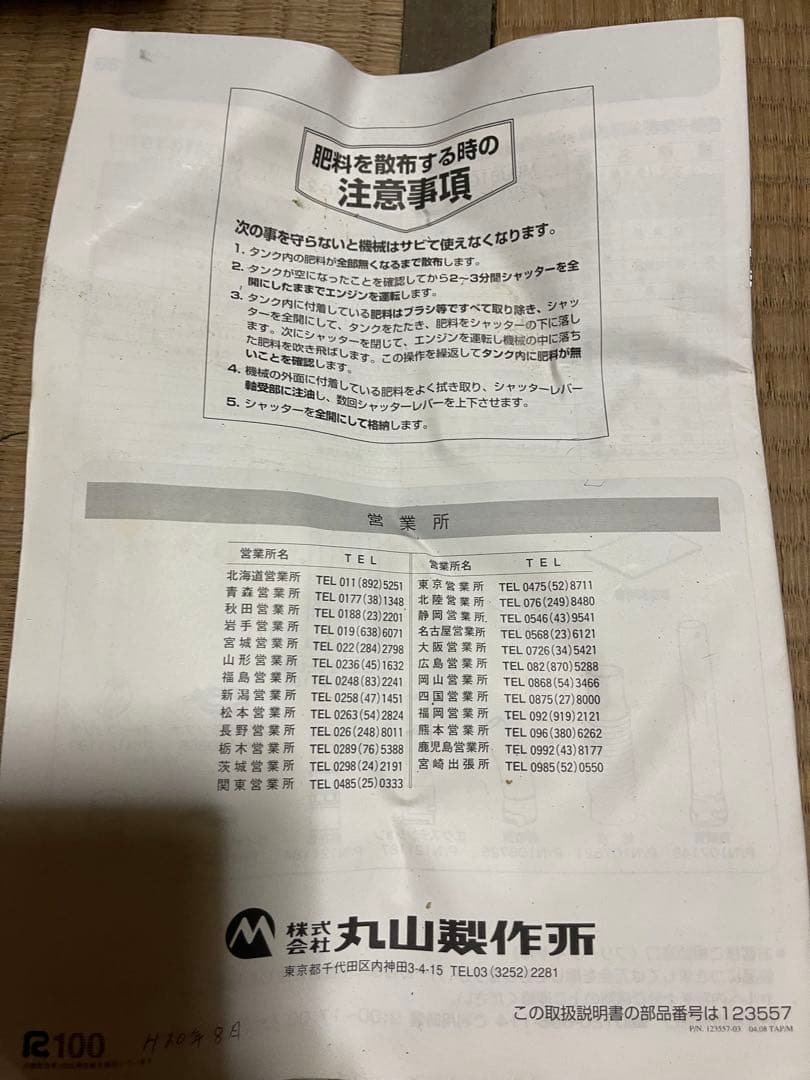 肥料を散布する時の
注意事項
次の事を守らないと機械はサビて使えなくなります。
1. タンク内の肥料が全部無くなるまで散布します。
2. タンクが空になったことを確認してから2〜3分間シャッターを全
開にしたままでエンジンを運転します。
3. タンク内に付着している肥料はブラシ等ですべて取り除き、シャッ
ターを全開にして、タンクをたたき、肥料をシャッターの下に落し
ます。次にシャッターを閉じて、エンジンを運転し機械の中に落ち
た肥料を吹き飛ばします。この操作を繰返してタンク内に肥料が無
いことを確認します。
4. 機械の外面に付着している肥料をよく拭き取り、シャッターレバー
軸受部に注油し、数回シャッターレバーを上下させます。
5. シャッターを全開にして格納します。
営業所
営業所名 TEL
北海道営業所 TEL 011(892)5251
青森営業所 TEL 0177(38)1348
秋田営業所 TEL 0188(23)2201
岩手営業所 TEL 019(638)6071
宮城営業所 TEL 022(284)2798
山形営業所 TEL 0236(45)1632
福島営業所 TEL 0248(83)2241
新潟営業所 TEL 0258(47)1451
松本営業所 TEL 0263(54)2824
長野営業所 TEL 026(248)8011
栃木営業所 TEL 0289(76)5388
茨城営業所 TEL 0298(24)2191
関東営業所 TEL 0485(25)0333
営業所名 TEL
東京営業所 TEL 0475(52)8711
北陸営業所 TEL 076(249)8480
静岡営業所 TEL 0546(43)9541
名古屋営業所 TEL 0568(23)6121
大阪営業所 TEL 0726(34)5421
広島営業所 TEL 082(870)5288
岡山営業所 TEL 0868(54)3466
四国営業所 TEL 0875(27)8000
福岡営業所 TEL 092(919)2121
熊本営業所 TEL 096(380)6262
鹿児島営業所 TEL 0992(43)8177
宮崎出張所 TEL 0985(52)0550
株式会社 丸山製作所
東京都千代田区内神田3-4-15 TEL03(3252)2281
この取扱説明書の部品番号は123557
P/N. 123557-03 04.08 TAP/M
R100
H20年8月